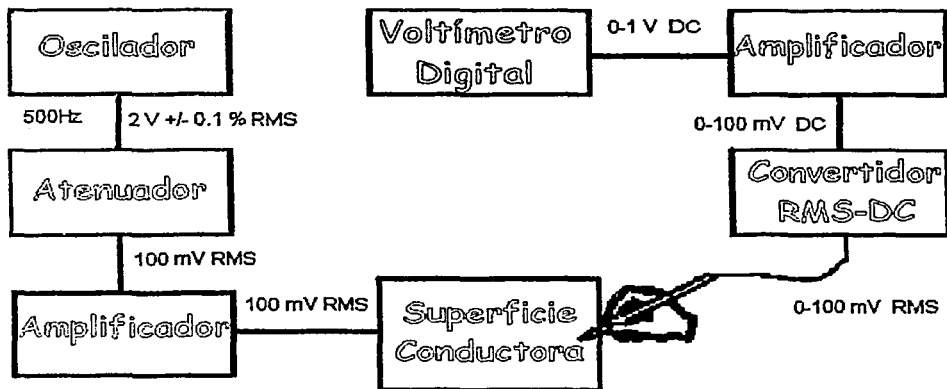 Oscilador
500Hz
2 V +/- 0.1 % RMS
Atenuador
100 mV RMS
Amplificador
100 mV RMS
Superficie
Conductora
0-100 mV RMS
Convertidor
RMS-DC
0-100 mV DC
Amplificador
0-1 V DC
Voltímetro
Digital